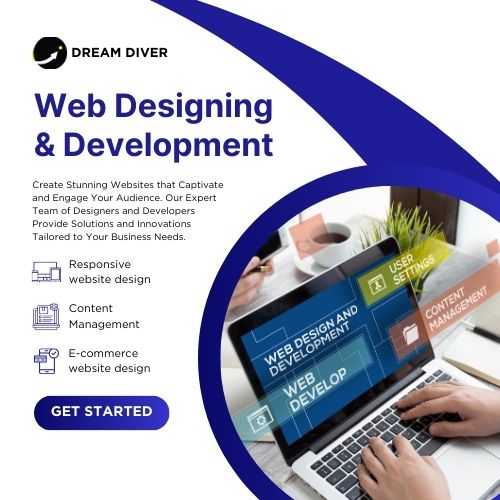 DREAM DIVER
Web Designing
& Development
Create Stunning Websites that Captivate
and Engage Your Audience. Our Expert
Team of Designers and Developers
Provide Solutions and Innovations
Tailored to Your Business Needs.
Responsive
website design
Content
Management
E-commerce
website design
GET STARTED
USER
SETTINGS
CONTENT
MANAGEMENT
WEB DESIGN AND
DEVELOPMENT
WEB
DEVELOP